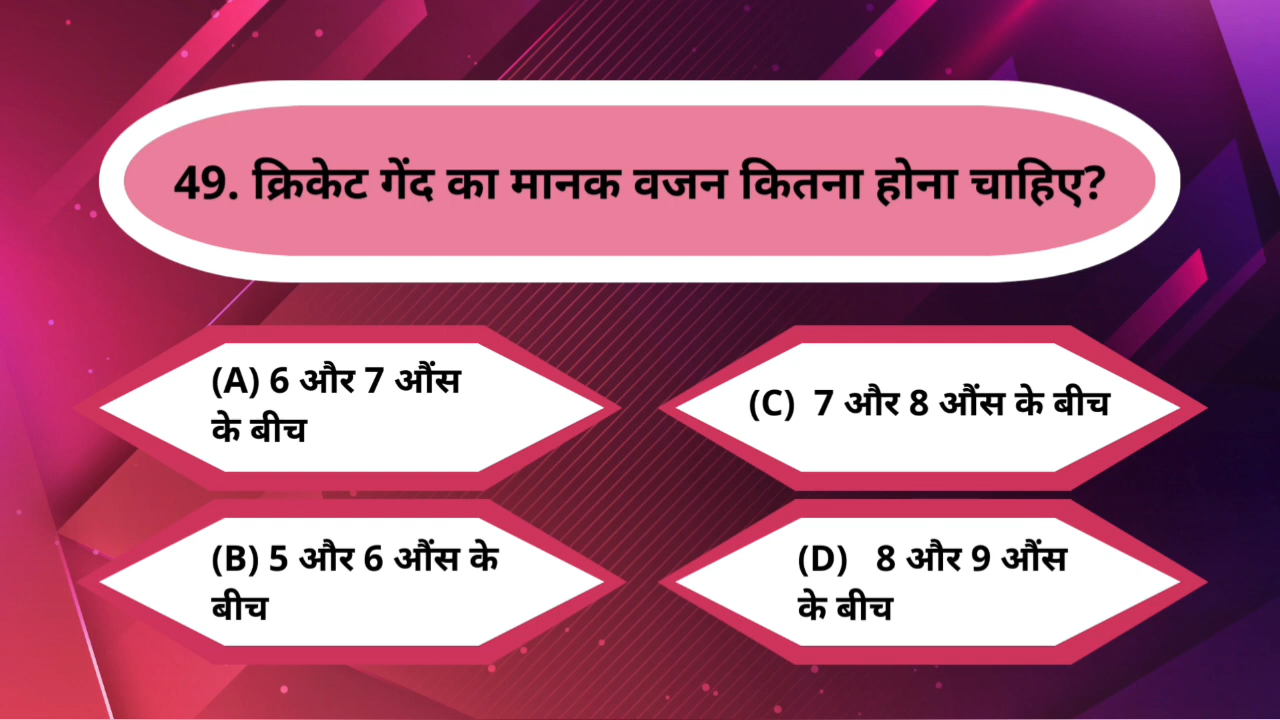 49. क्रिकेट गेंद का मानक वजन कितना होना चाहिए?
(A) 6 और 7 औंस
के बीच
(B) 5 और 6 औंस के
बीच
(C) 7 और 8 औंस के बीच
(D) 8 और 9 औंस
के बीच